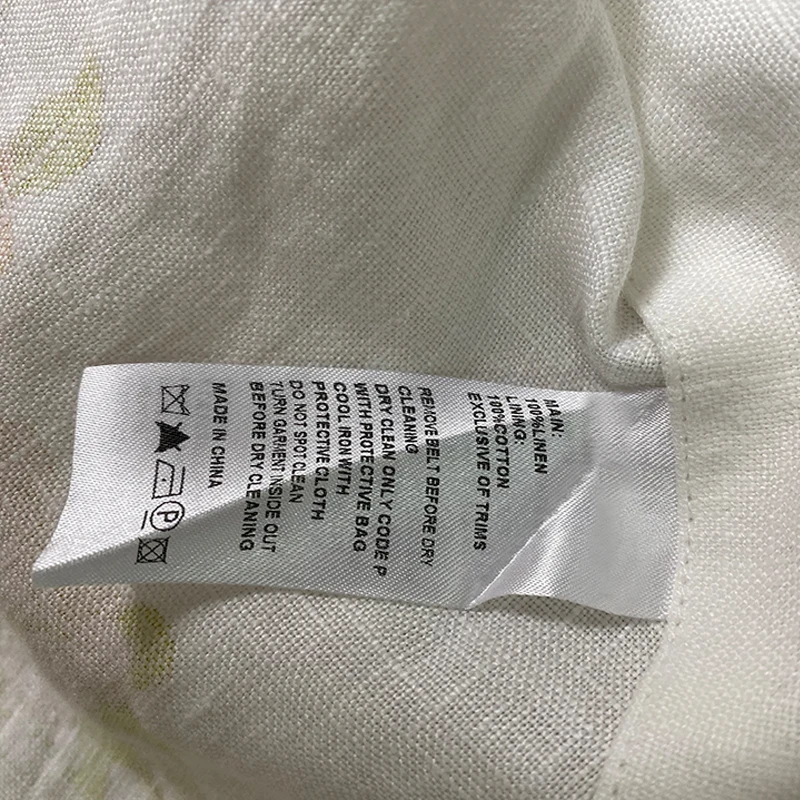 MAIN:
100%LINEN
LINING:
100%COTTON
EXCLUSIVE OF TRIMS
REMOVE BELT BEFORE DRY
CLEANING
DRY CLEAN ONLY CODE P
WITH PROTECTIVE BAG
COOL IRON WITH
PROTECTIVE CLOTH
DO NOT SPOT CLEAN
TURN GARMENT INSIDE OUT
BEFORE DRY CLEANING
MADE IN CHINA
P